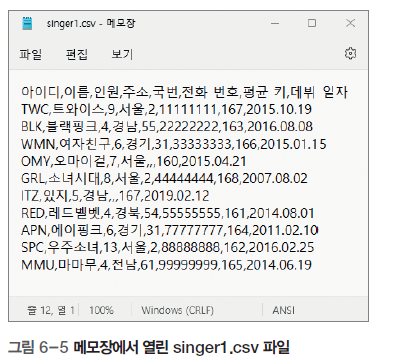 singer1.csv - 메모장
파일 편집 보기
아이디,이름,인원,주소,국번,전화 번호,평균 키,데뷔 일자
TWC,트와이스,9,서울,2,11111111,167,2015.10.19
BLK,블랙핑크,4,경남,55,22222222,163,2016.08.08
WMN,여자친구,6,경기,31,33333333,166,2015.01.15
OMY,오마이걸,7,서울,,,160,2015.04.21
GRL,소녀시대,8,서울,2,44444444,168,2007.08.02
ITZ,있지,5,경남,,,167,2019.02.12
RED,레드벨벳,4,경북,54,55555555,161,2014.08.01
APN,에이핑크,6,경기,31,77777777,164,2011.02.10
SPC,우주소녀,13,서울,2,88888888,162,2016.02.25
MMU,마마무,4,전남,61,99999999,165,2014.06.19
줄 12, 열 1 100% Windows (CRLF) ANSI
그림 6-5 메모장에서 열린 singer1.csv 파일